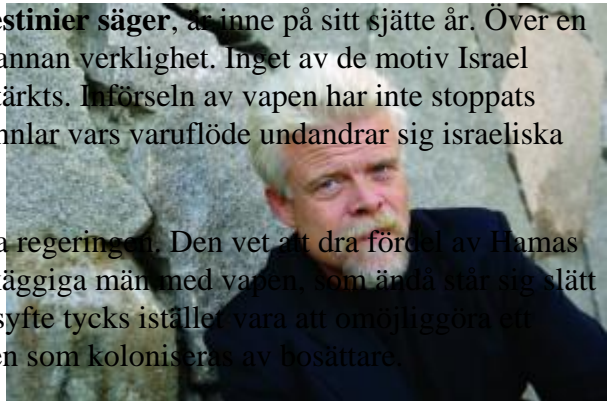 estinier säger, är inne på sitt sjätte år. Över en
annan verklighet. Inget av de motiv Israel
tärkts. Införseln av vapen har inte stoppats
nnlar vars varuflöde undandrar sig israeliska
a regeringen. Den vet att dra fördel av Hamas
äggiga män med vapen, som ändå står sig slätt
syfte tycks istället vara att omöjliggöra ett
en som koloniseras av bosättare.